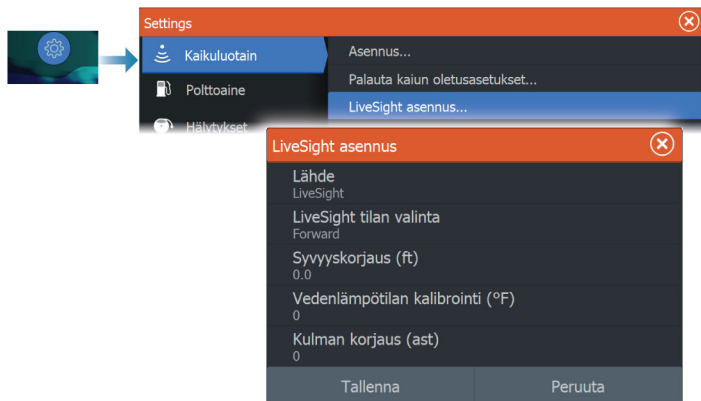 Settings
Kaikuluotain
Asennus...
Polttoaine
Palauta kaiun oletusasetukset...
LiveSight asennus...
Hälytykset
LiveSight asennus
Lähde
LiveSight
LiveSight tilan valinta
Forward
Syvyyskorjaus (ft)
0.0
Vedenlämpötilan kalibrointi (°F)
0
Kulman korjaus (ast)
0
Tallenna
Peruuta